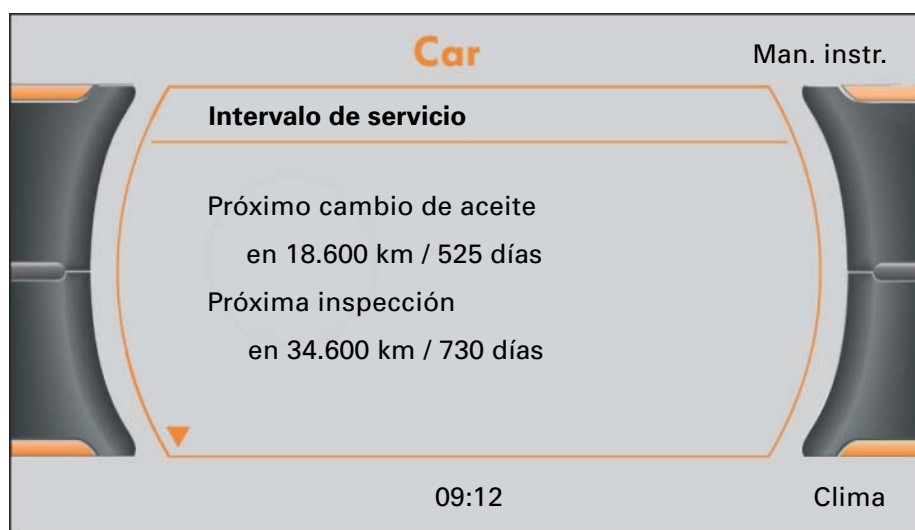 Car
Man. instr.
Intervalo de servicio
Próximo cambio de aceite
en 18.600 km / 525 días
Próxima inspección
en 34.600 km / 730 días
09:12
Clima